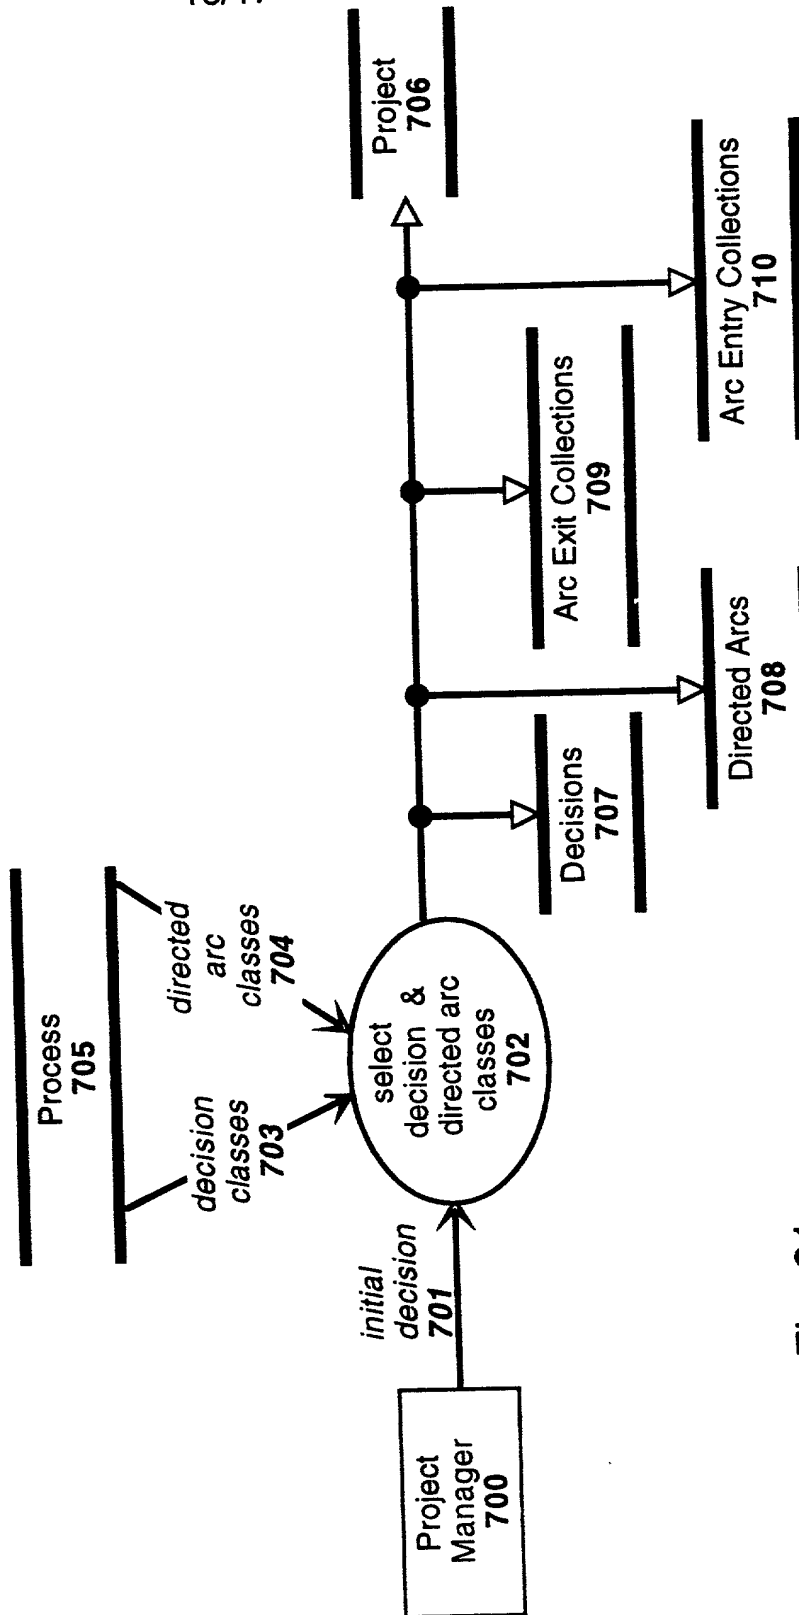 Process
705
decision
classes
703
directed
arc
classes
704
Project
Manager
700
initial
decision
701
select
decision &
directed arc
classes
702
Decisions
707
Directed Arcs
708
Arc Exit Collections
709
Arc Entry Collections
710
Project
706